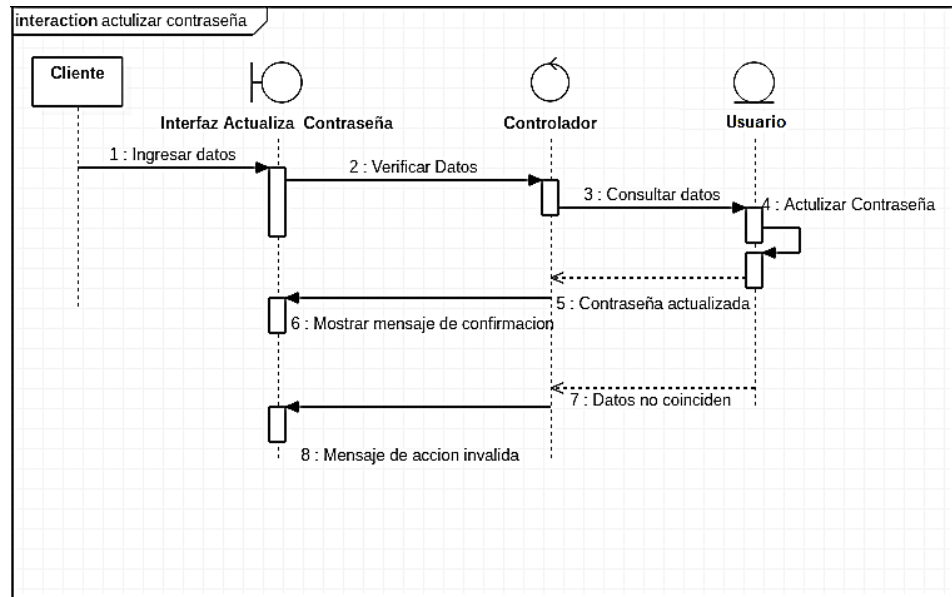 interaction actulizar contraseña
Cliente
Interfaz Actualiza Contraseña
Controlador
Usuario
1 : Ingresar datos
2 : Verificar Datos
3 : Consultar datos
4 : Actulizar Contraseña
5 : Contraseña actualizada
6 : Mostrar mensaje de confirmacion
7 : Datos no coinciden
8 : Mensaje de accion invalida